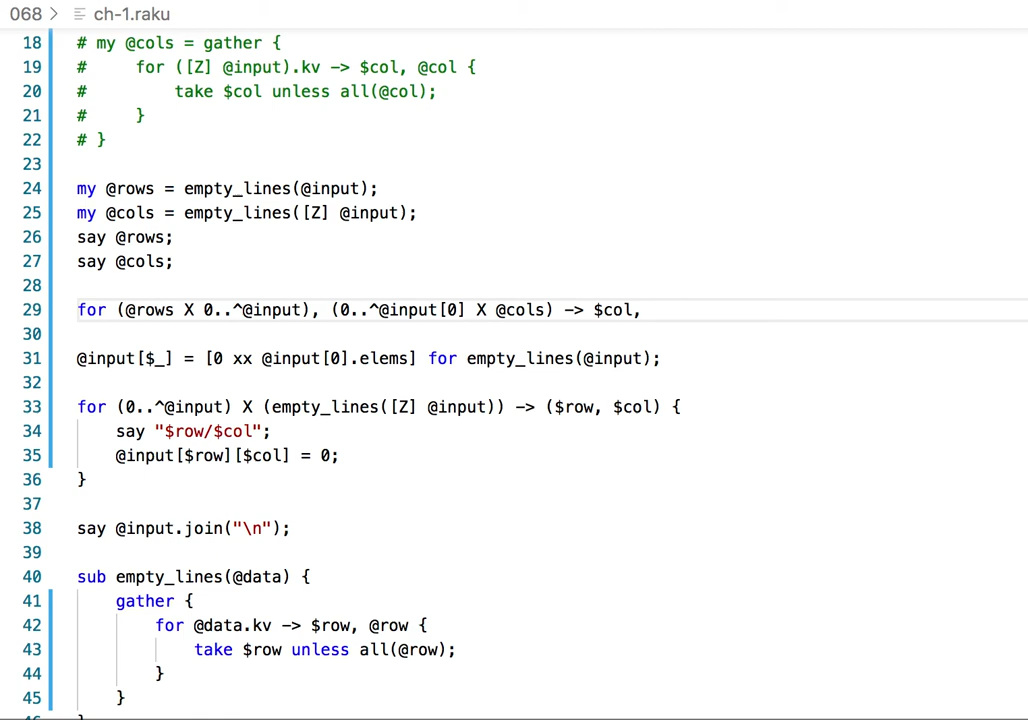 068 > ch-1.raku
18 # my @cols = gather {
19 #     for ([Z] @input).kv -> $col, @col {
20 #         take $col unless all(@col);
21 #     }
22 # }
23
24 my @rows = empty_lines(@input);
25 my @cols = empty_lines([Z] @input);
26 say @rows;
27 say @cols;
28
29 for (@rows X 0..^@input), (0..^@input[0] X @cols) -> $col,
30
31 @input[$_] = [0 xx @input[0].elems] for empty_lines(@input);
32
33 for (0..^@input) X (empty_lines([Z] @input)) -> ($row, $col) {
34     say "$row/$col";
35     @input[$row][$col] = 0;
36 }
37
38 say @input.join("\n");
39
40 sub empty_lines(@data) {
41     gather {
42         for @data.kv -> $row, @row {
43             take $row unless all(@row);
44         }
45     }